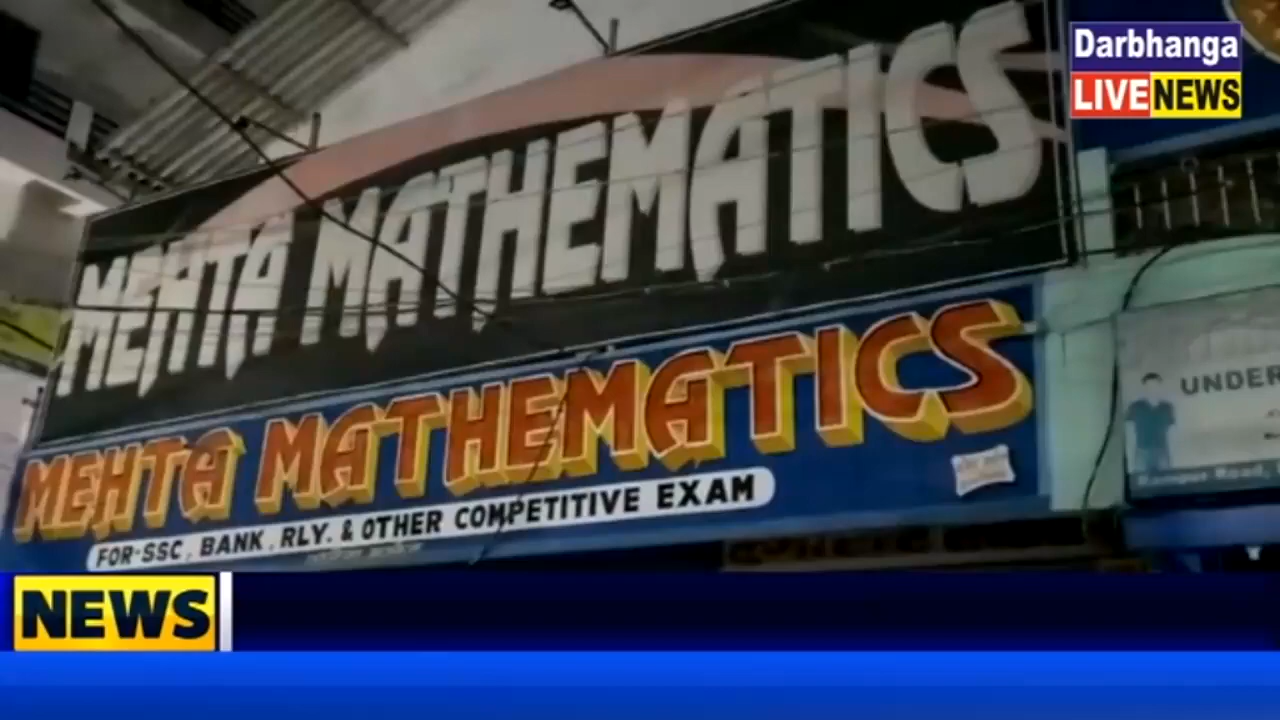 Darbhanga
LIVE NEWS
MEHTA MATHEMATICS
MEHTA MATHEMATICS
FOR-SSC, BANK, RLY. & OTHER COMPETITIVE EXAM
UNDER
NEWS